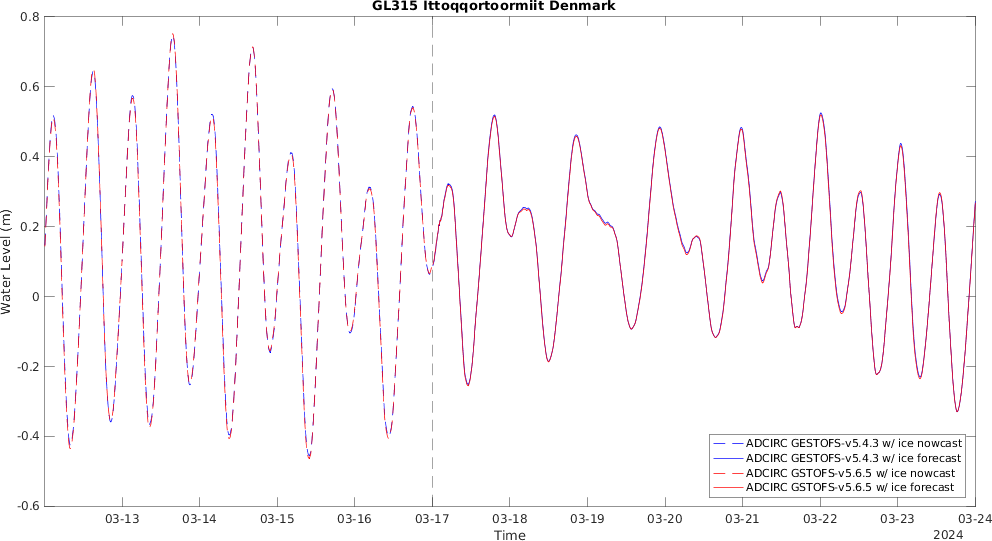 GL315 Ittoqqortoormiit Denmark
0.8
0.6
0.4
0.2
0
-0.2
-0.4
-0.6
Water Level (m)
ADCIRC GESTOFS-v5.4.3 w/ ice nowcast
ADCIRC GESTOFS-v5.4.3 w/ ice forecast
ADCIRC GSTOFS-v5.6.5 w/ ice nowcast
ADCIRC GSTOFS-v5.6.5 w/ ice forecast
03-13 03-14 03-15 03-16 03-17 03-18 03-19 03-20 03-21 03-22 03-23 03-24
Time
2024